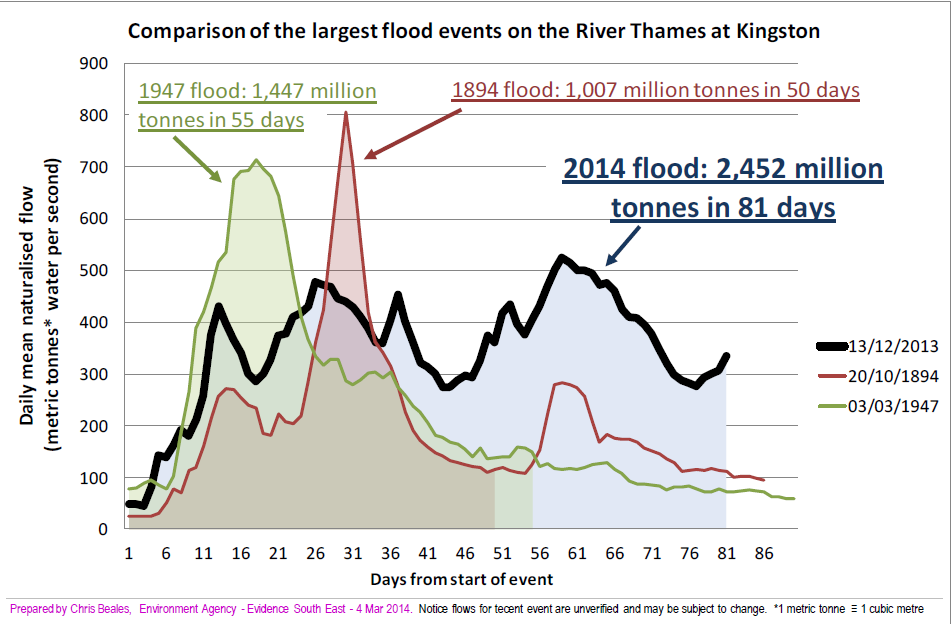 Comparison of the largest flood events on the River Thames at Kingston
900
800
700
600
500
400
300
200
100
0
Daily mean naturalised flow
(metric tonnes* water per second)
1947 flood: 1,447 million
tonnes in 55 days
1894 flood: 1,007 million tonnes in 50 days
2014 flood: 2,452 million
tonnes in 81 days
13/12/2013
20/10/1894
03/03/1947
1 6 11 16 21 26 31 36 41 46 51 56 61 66 71 76 81 86
Days from start of event
Prepared by Chris Beales, Environment Agency - Evidence South East - 4 Mar 2014. Notice flows for tecent event are unverified and may be subject to change. *1 metric tonne ≡ 1 cubic metre